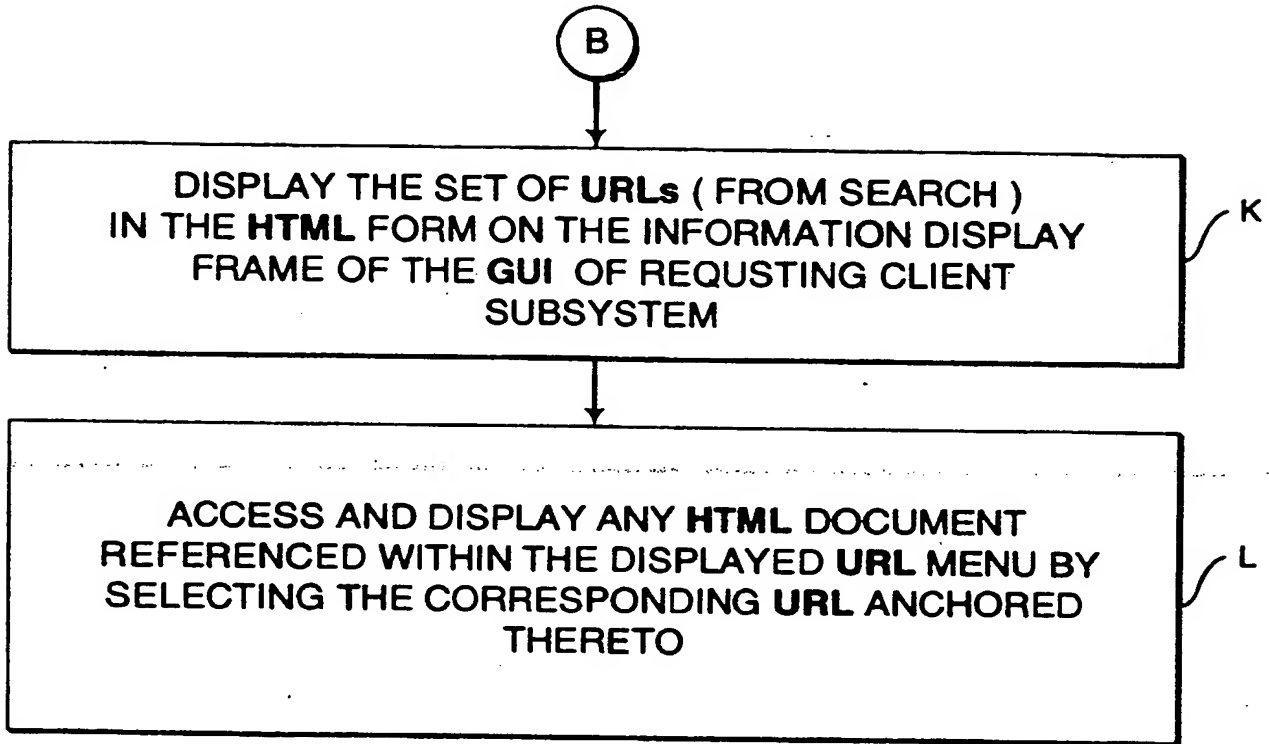 B
DISPLAY THE SET OF URLs ( FROM SEARCH )
IN THE HTML FORM ON THE INFORMATION DISPLAY
FRAME OF THE GUI OF REQUSTING CLIENT
SUBSYSTEM
K
ACCESS AND DISPLAY ANY HTML DOCUMENT
REFERENCED WITHIN THE DISPLAYED URL MENU BY
SELECTING THE CORRESPONDING URL ANCHORED
THERETO
L